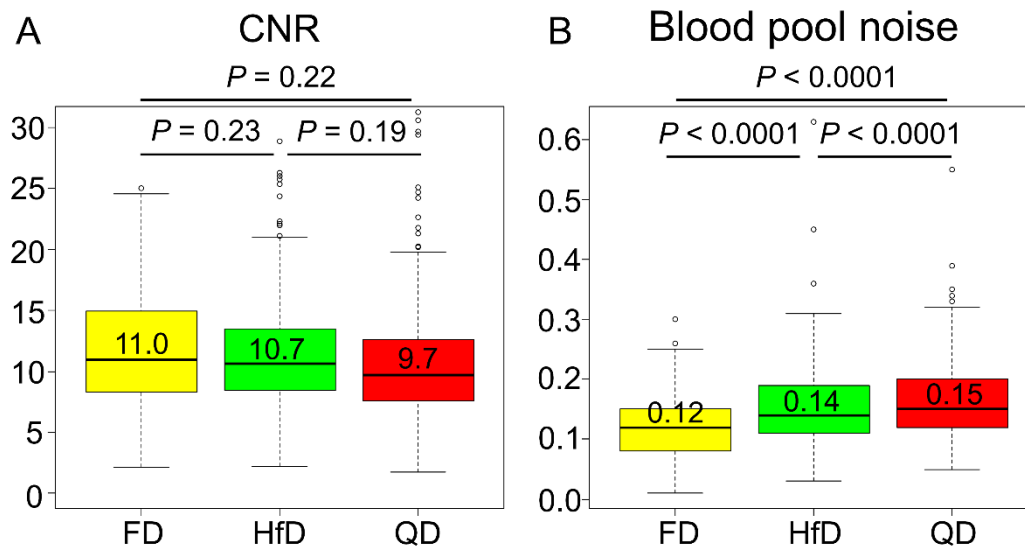 A
CNR
P = 0.22
P = 0.23
P = 0.19
30
25
20
15
10
5
0
11.0
10.7
9.7
FD
HfD
QD
B
Blood pool noise
P < 0.0001
P < 0.0001
P < 0.0001
0.6
0.5
0.4
0.3
0.2
0.1
0.0
0.12
0.14
0.15
FD
HfD
QD